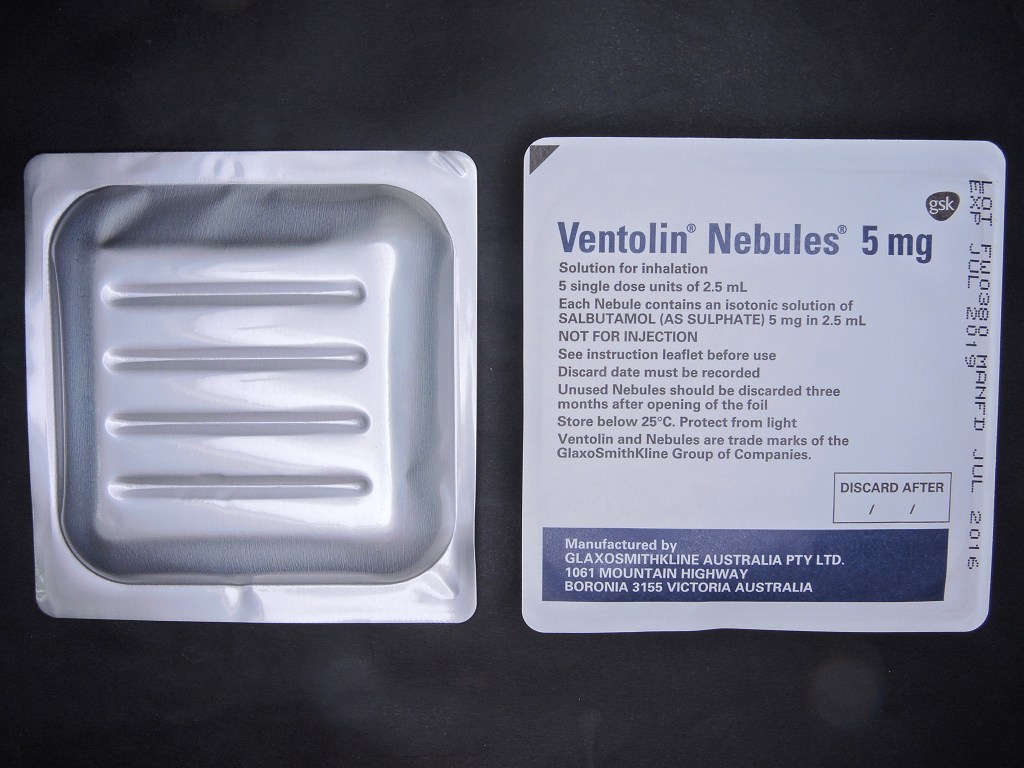 gsk
Ventolin® Nebules® 5 mg
Solution for inhalation
5 single dose units of 2.5 mL
Each Nebule contains an isotonic solution of
SALBUTAMOL (AS SULPHATE) 5 mg in 2.5 mL
NOT FOR INJECTION
See instruction leaflet before use
Discard date must be recorded
Unused Nebules should be discarded three
months after opening of the foil
Store below 25°C. Protect from light
Ventolin and Nebules are trade marks of the
GlaxoSmithKline Group of Companies.
DISCARD AFTER
/ /
Manufactured by
GLAXOSMITHKLINE AUSTRALIA PTY LTD.
1061 MOUNTAIN HIGHWAY
BORONIA 3155 VICTORIA AUSTRALIA
LOT FW0380 MANFD JUL 2016
EXP JUL 2019